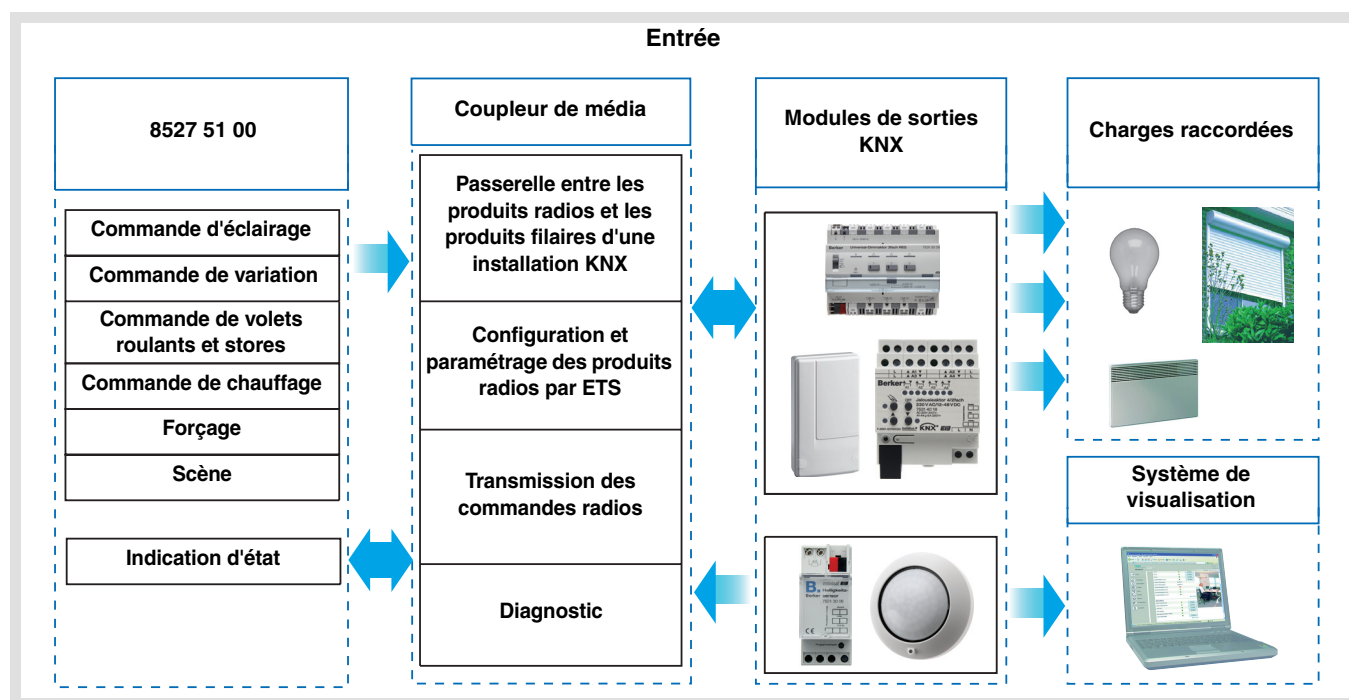 Entrée
8527 51 00
Commande d'éclairage
Commande de variation
Commande de volets
roulants et stores
Commande de chauffage
Forçage
Scène
Indication d'état
Coupleur de média
Passerelle entre les
produits radios et les
produits filaires d'une
installation KNX
Configuration et
paramétrage des produits
radios par ETS
Transmission des
commandes radios
Diagnostic
Modules de sorties
KNX
Berker
Berker
KNX
B.
Berker
Charges raccordées
Système de
visualisation